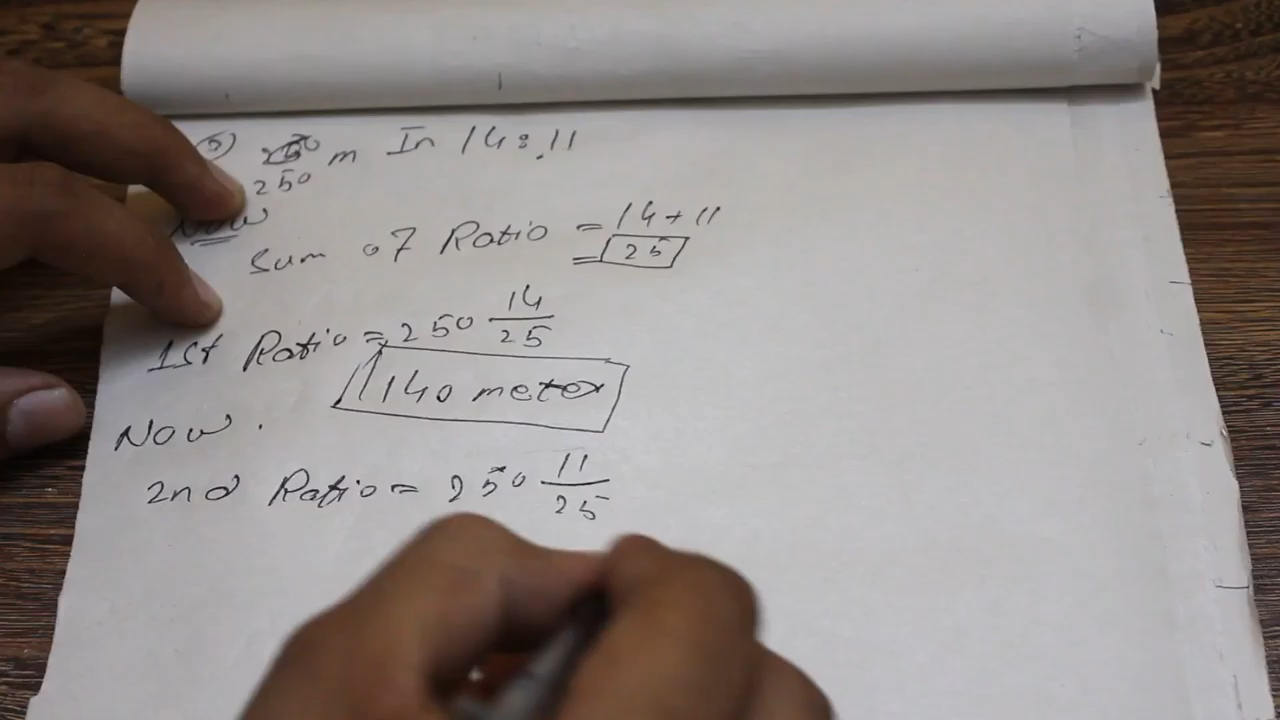 5) m In 14:11
250
Now
Sum of Ratio = 14 + 11
= 25
1st Ratio = 250 14/25
140 meter
Now.
2nd Ratio = 250 11/25